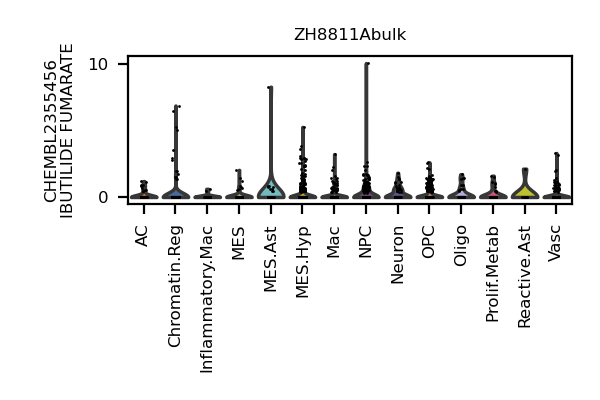 ZH8811Abulk
CHEMBL2355456
IBUTILIDE FUMARATE
10
0
AC
Chromatin.Reg
Inflammatory.Mac
MES
MES.Ast
MES.Hyp
Mac
NPC
Neuron
OPC
Oligo
Prolif.Metab
Reactive.Ast
Vasc